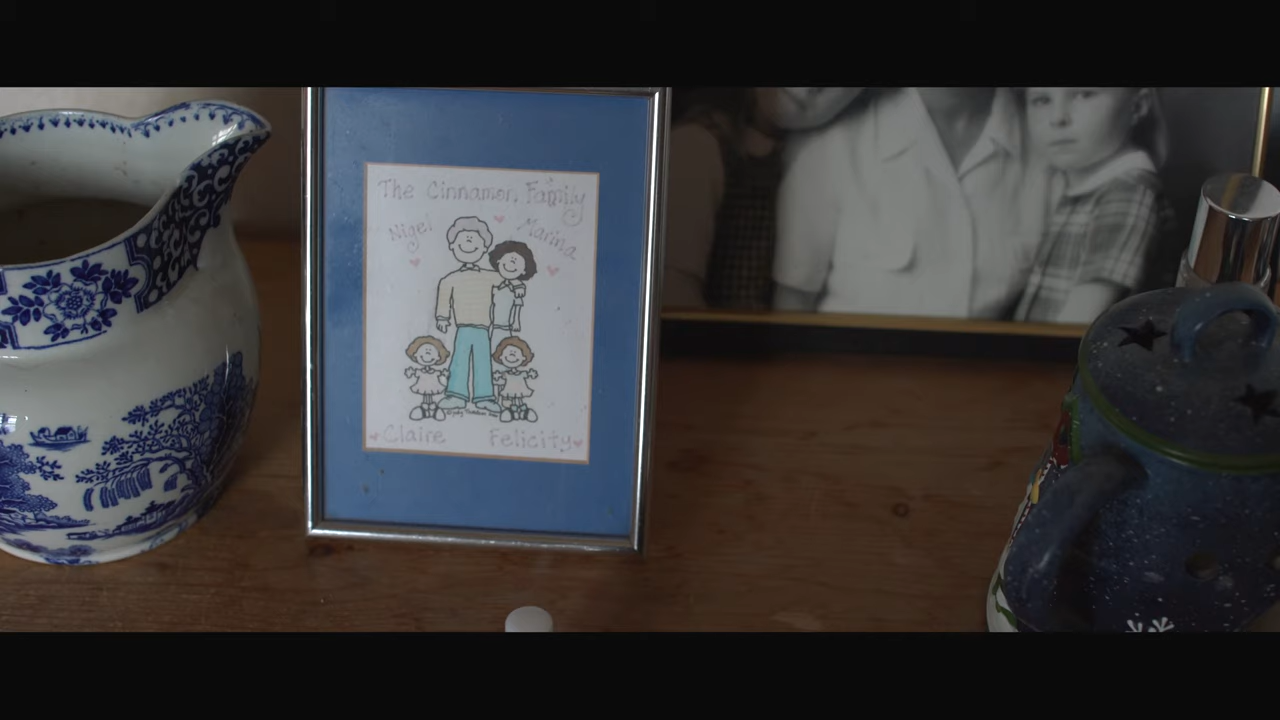 The Cinnamon Family
Nigel
Marina
Claire
Felicity